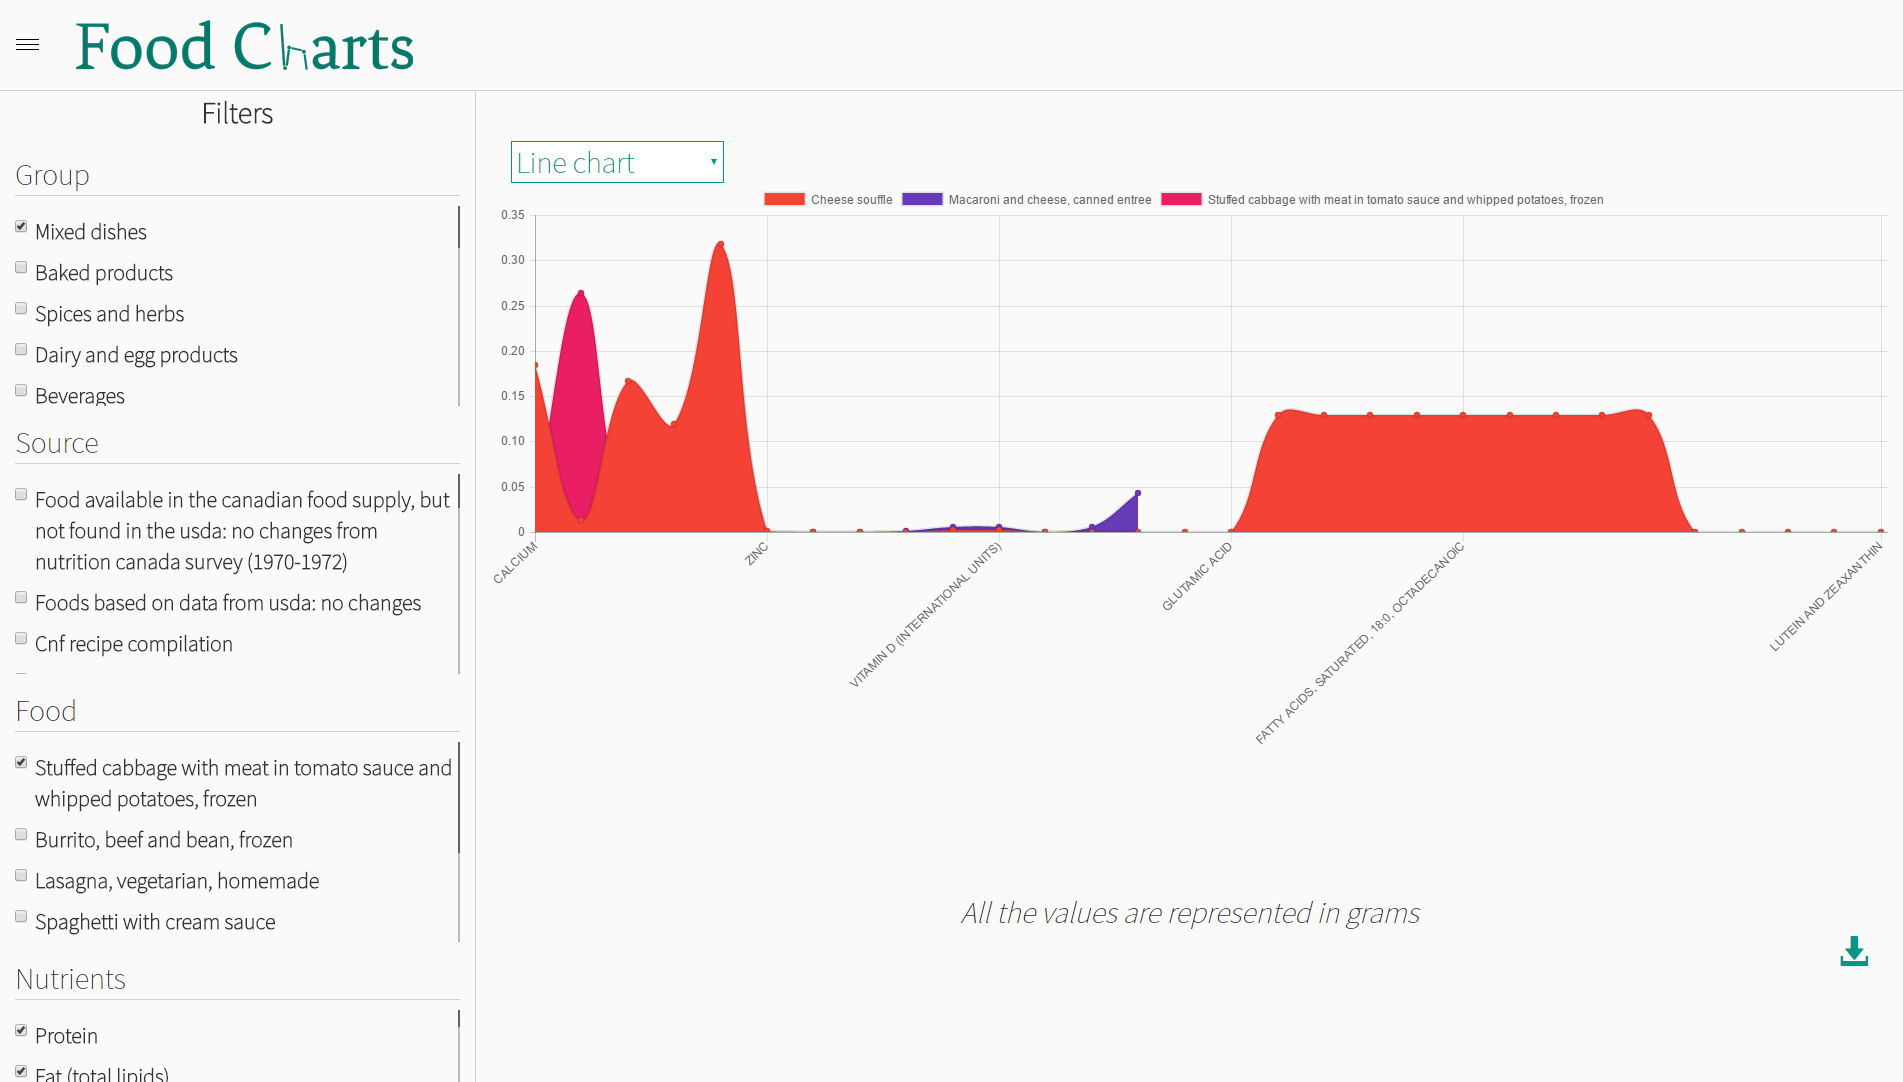 Food Charts
Filters
Group
Mixed dishes
Baked products
Spices and herbs
Dairy and egg products
Beverages
Source
Food available in the canadian food supply, but
not found in the usda: no changes from
nutrition canada survey (1970-1972)
Foods based on data from usda: no changes
Cnf recipe compilation
Food
Stuffed cabbage with meat in tomato sauce and
whipped potatoes, frozen
Burrito, beef and bean, frozen
Lasagna, vegetarian, homemade
Spaghetti with cream sauce
Nutrients
Protein
Fat (total lipids)
Line chart
Cheese souffle
Macaroni and cheese, canned entree
Stuffed cabbage with meat in tomato sauce and whipped potatoes, frozen
0.35
0.30
0.25
0.20
0.15
0.10
0.05
0
CALCIUM
ZINC
VITAMIN D (INTERNATIONAL UNITS)
GLUTAMIC ACID
FATTY ACIDS, SATURATED, 18:0, OCTADECANOIC
LUTEIN AND ZEAXANTHIN
All the values are represented in grams